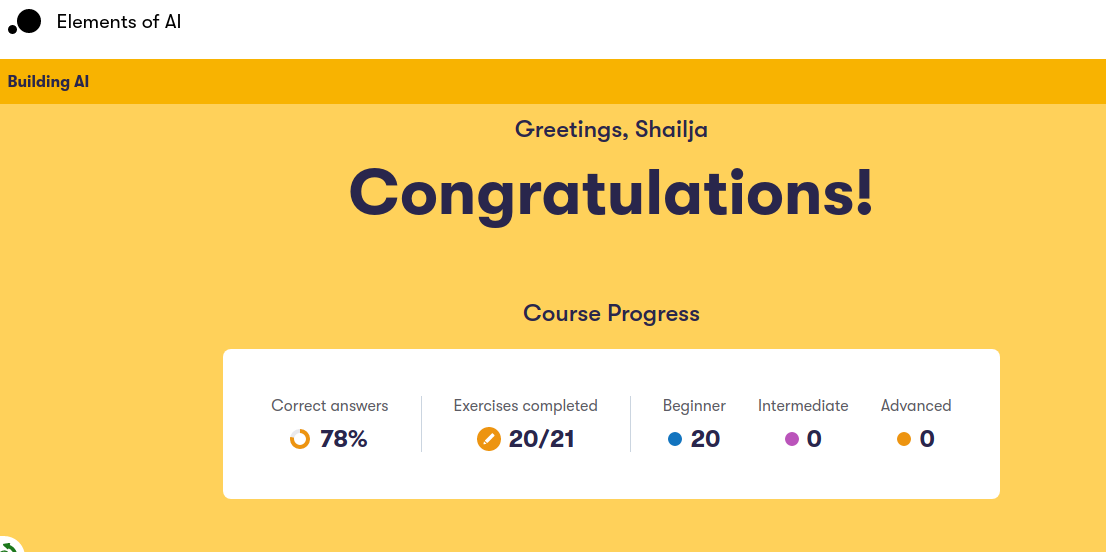 Elements of AI
Building AI
Greetings, Shailja
Congratulations!
Course Progress
Correct answers
78%
Exercises completed
20/21
Beginner
20
Intermediate
0
Advanced
0